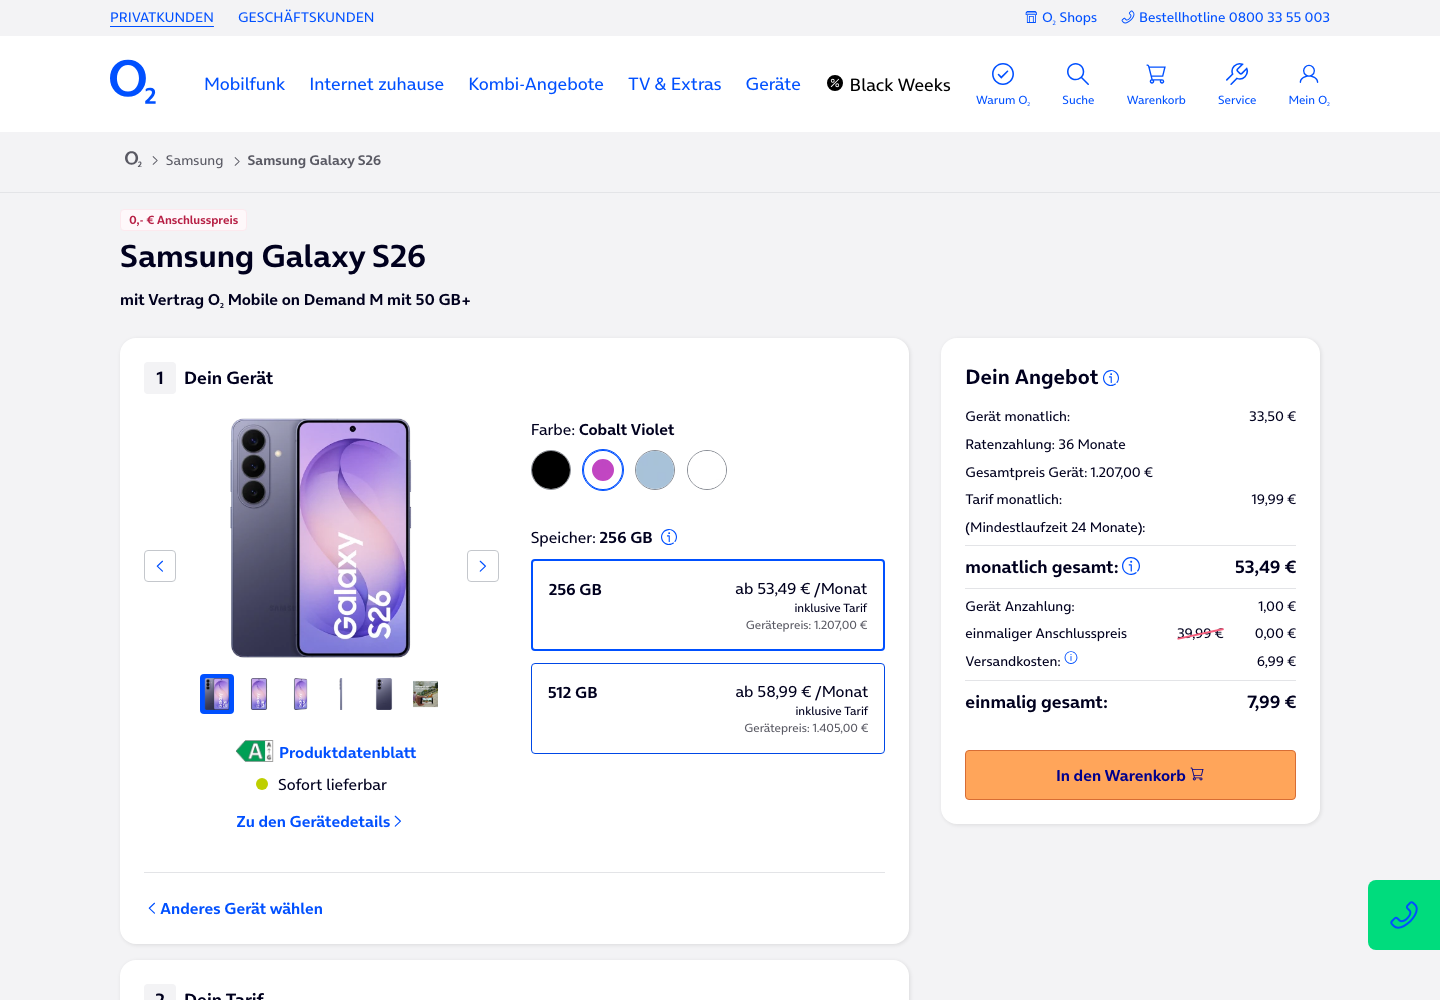 PRIVATKUNDEN GESCHÄFTSKUNDEN O₂ Shops Bestellhotline 0800 33 55 003
O₂ Mobilfunk Internet zuhause Kombi-Angebote TV & Extras Geräte Black Weeks
Warum O₂ Suche Warenkorb Service Mein O₂
O₂ Samsung Samsung Galaxy S26
0,- € Anschlusspreis
Samsung Galaxy S26
mit Vertrag O₂ Mobile on Demand M mit 50 GB+
1 Dein Gerät
Galaxy
S26
A
Produktdatenblatt
Sofort lieferbar
Zu den Gerätedetails
Farbe: Cobalt Violet
Speicher: 256 GB
256 GB ab 53,49 € /Monat
inklusive Tarif
Gerätepreis: 1.207,00 €
512 GB ab 58,99 € /Monat
inklusive Tarif
Gerätepreis: 1.405,00 €
Anderes Gerät wählen
2 Dein Tarif
Dein Angebot
Gerät monatlich: 33,50 €
Ratenzahlung: 36 Monate
Gesamtpreis Gerät: 1.207,00 €
Tarif monatlich: 19,99 €
(Mindestlaufzeit 24 Monate):
monatlich gesamt: 53,49 €
Gerät Anzahlung: 1,00 €
einmaliger Anschlusspreis 39,99 € 0,00 €
Versandkosten: 6,99 €
einmalig gesamt: 7,99 €
In den Warenkorb